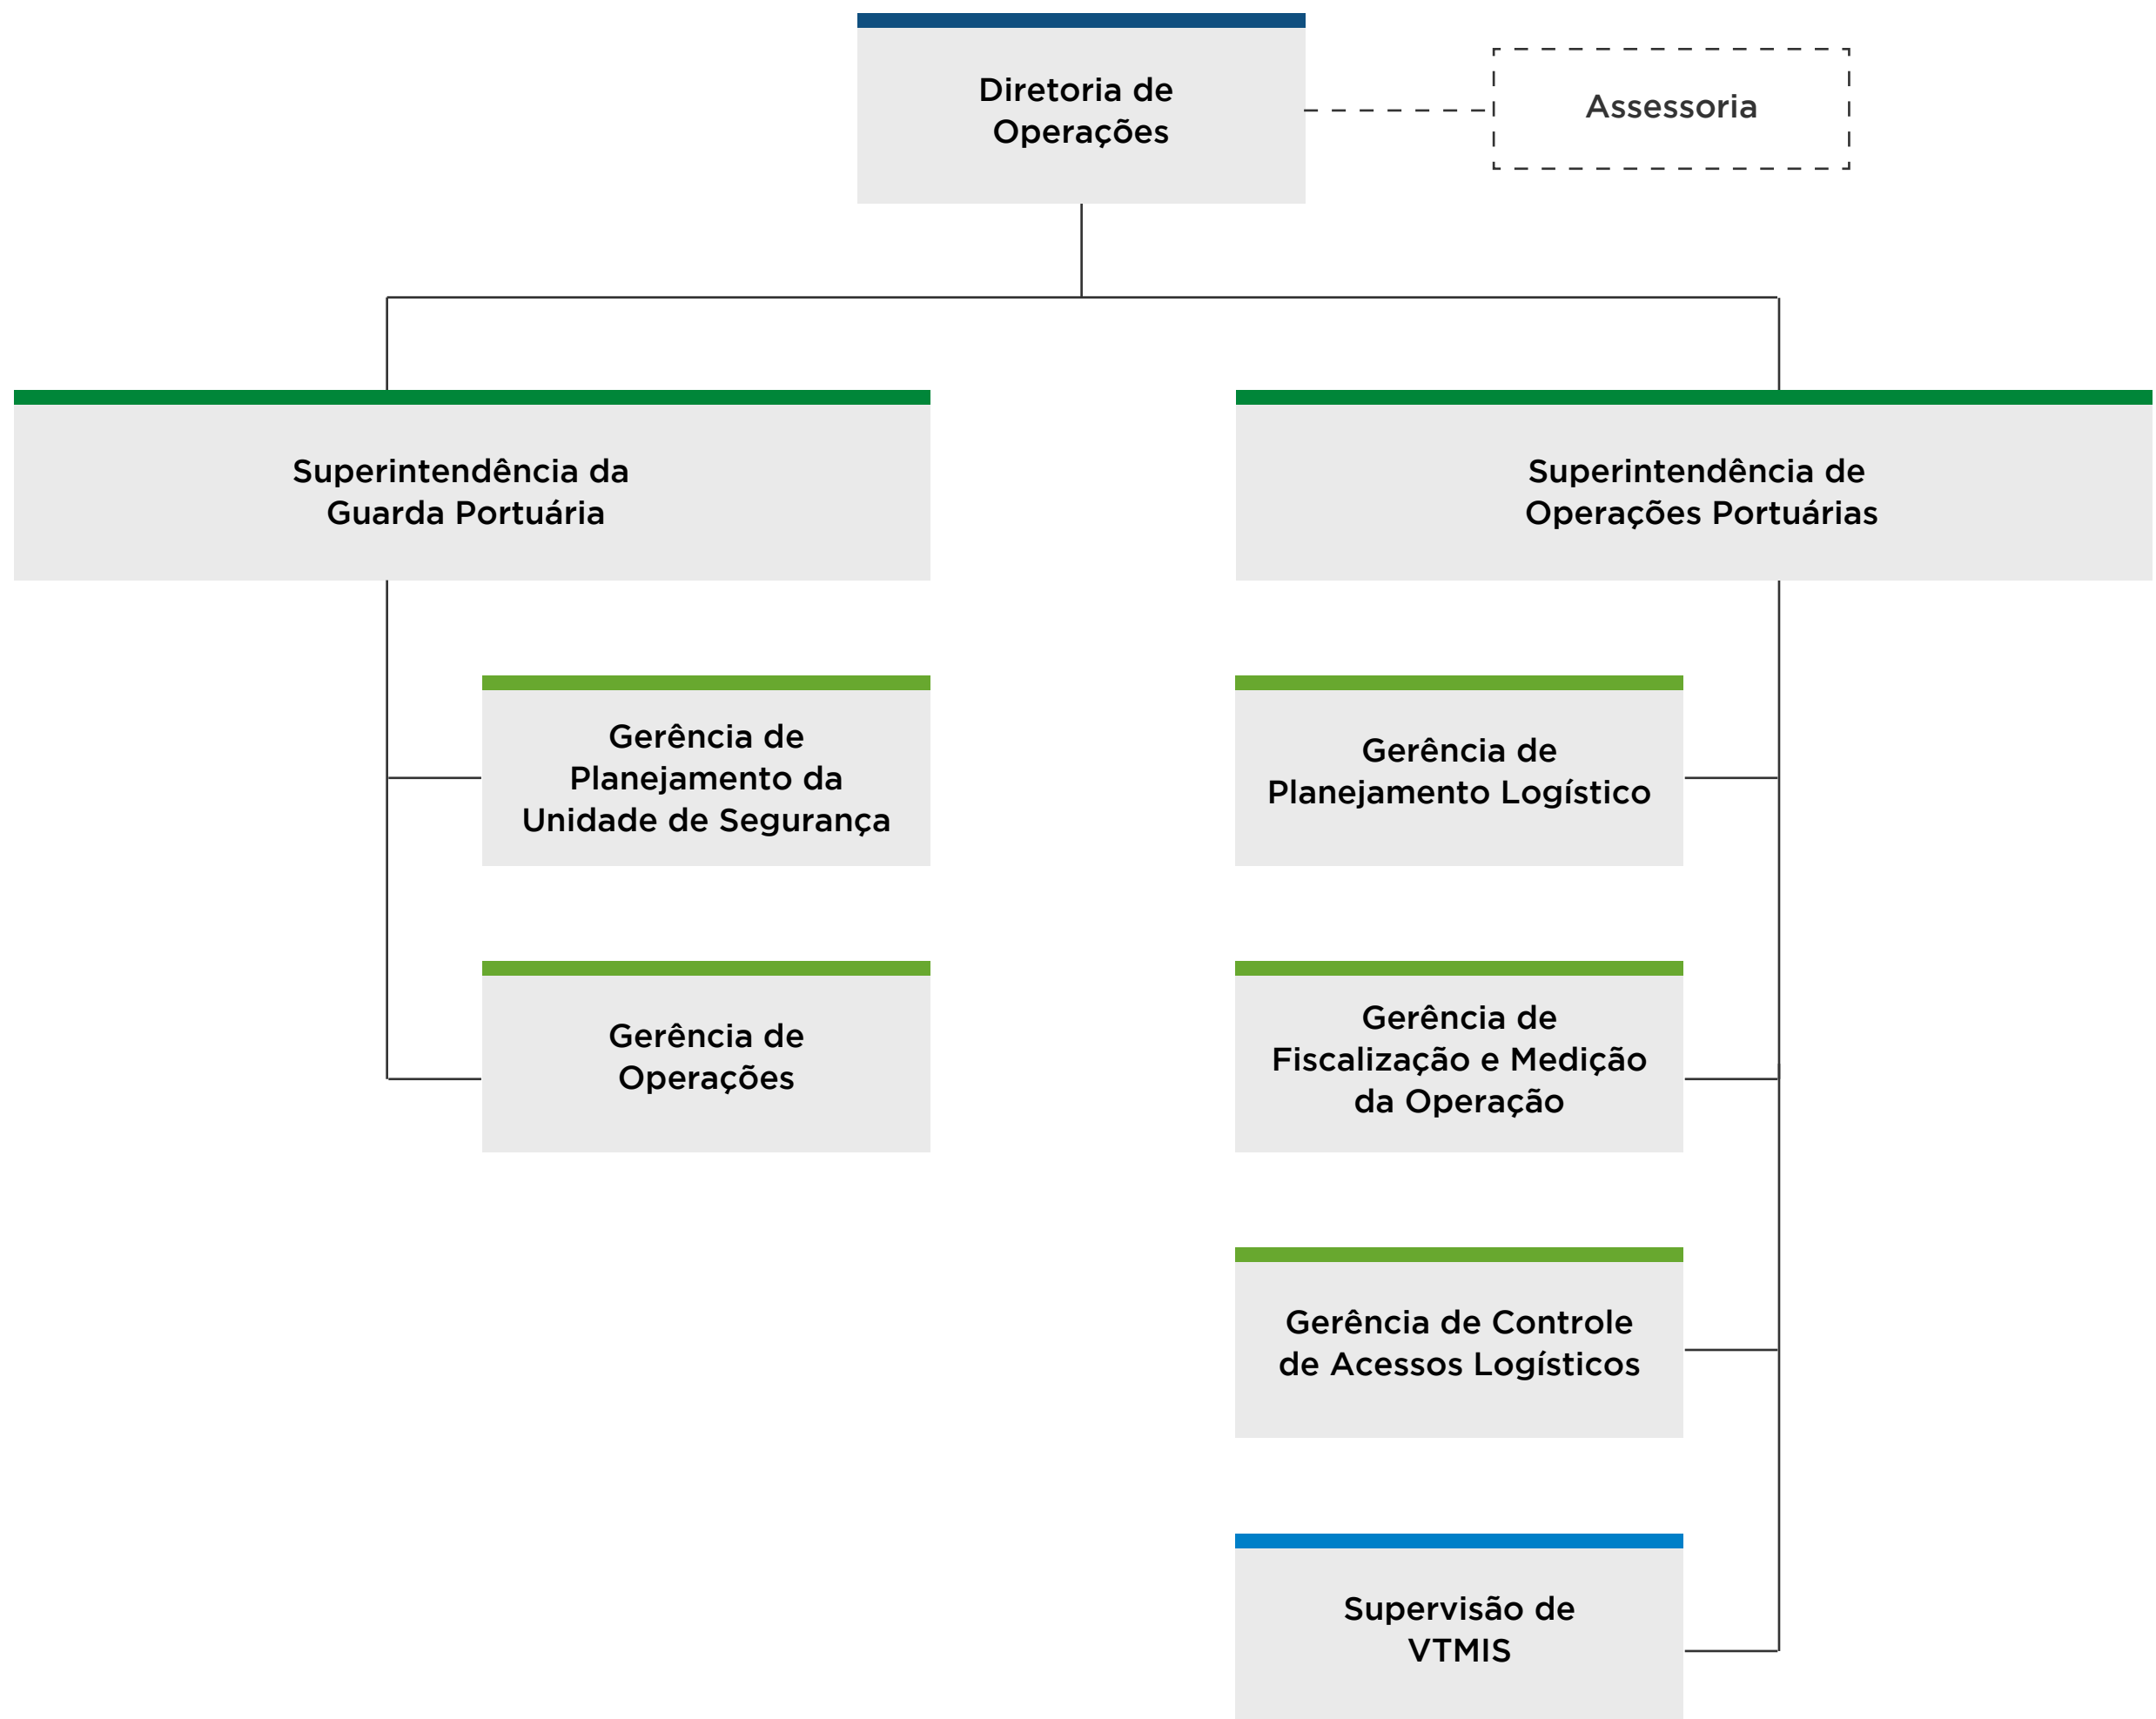 Diretoria de
Operações
Assessoria
Superintendência da
Guarda Portuária
Superintendência de
Operações Portuárias
Gerência de
Planejamento da
Unidade de Segurança
Gerência de
Planejamento Logístico
Gerência de
Operações
Gerência de
Fiscalização e Medição
da Operação
Gerência de Controle
de Acessos Logísticos
Supervisão de
VTMIS